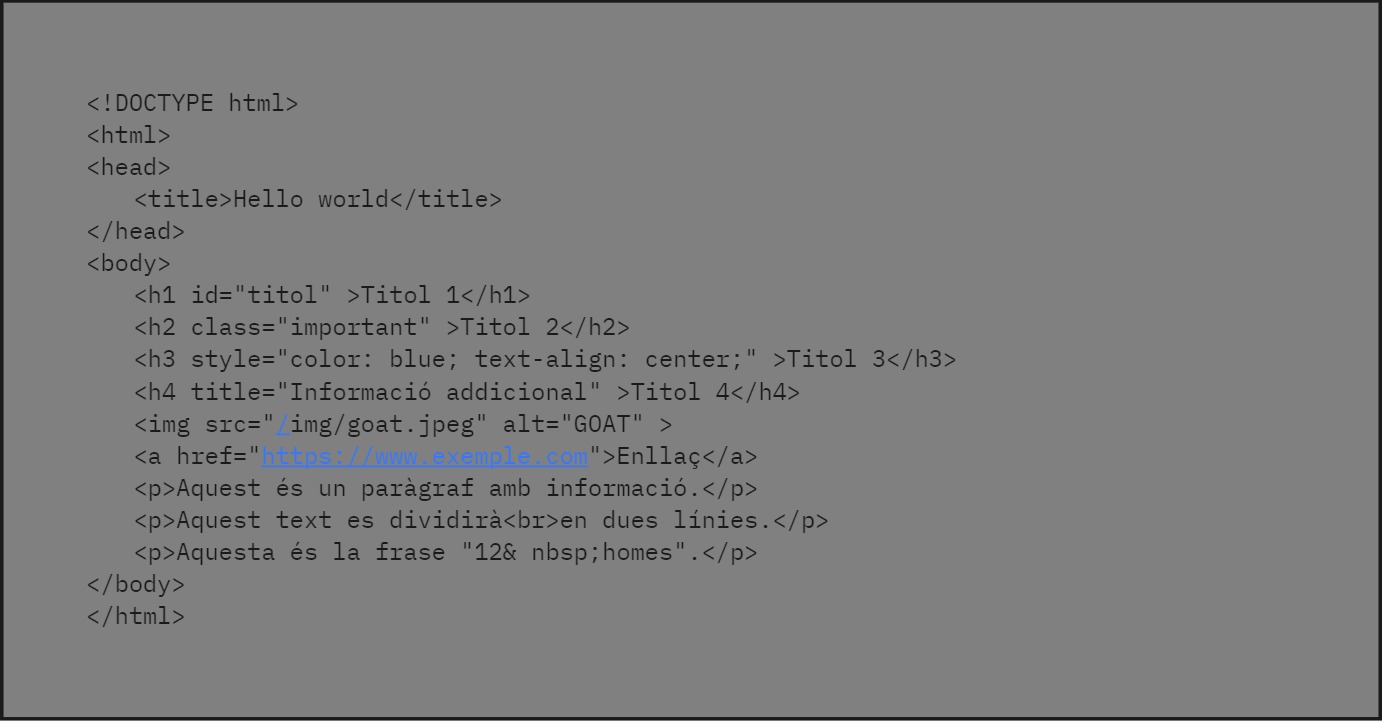 <!DOCTYPE html>
<html>
<head>
<title>Hello world</title>
</head>
<body>
<h1 id="titol" >Titol 1</h1>
<h2 class="important" >Titol 2</h2>
<h3 style="color: blue; text-align: center;" >Titol 3</h3>
<h4 title="Informació addicional" >Titol 4</h4>
<img src="/img/goat.jpeg" alt="GOAT" >
<a href="https://www.exemple.com">Enllaç</a>
<p>Aquest és un paràgraf amb informació.</p>
<p>Aquest text es dividirà<br>en dues línies.</p>
<p>Aquesta és la frase "12& nbsp;homes".</p>
</body>
</html>